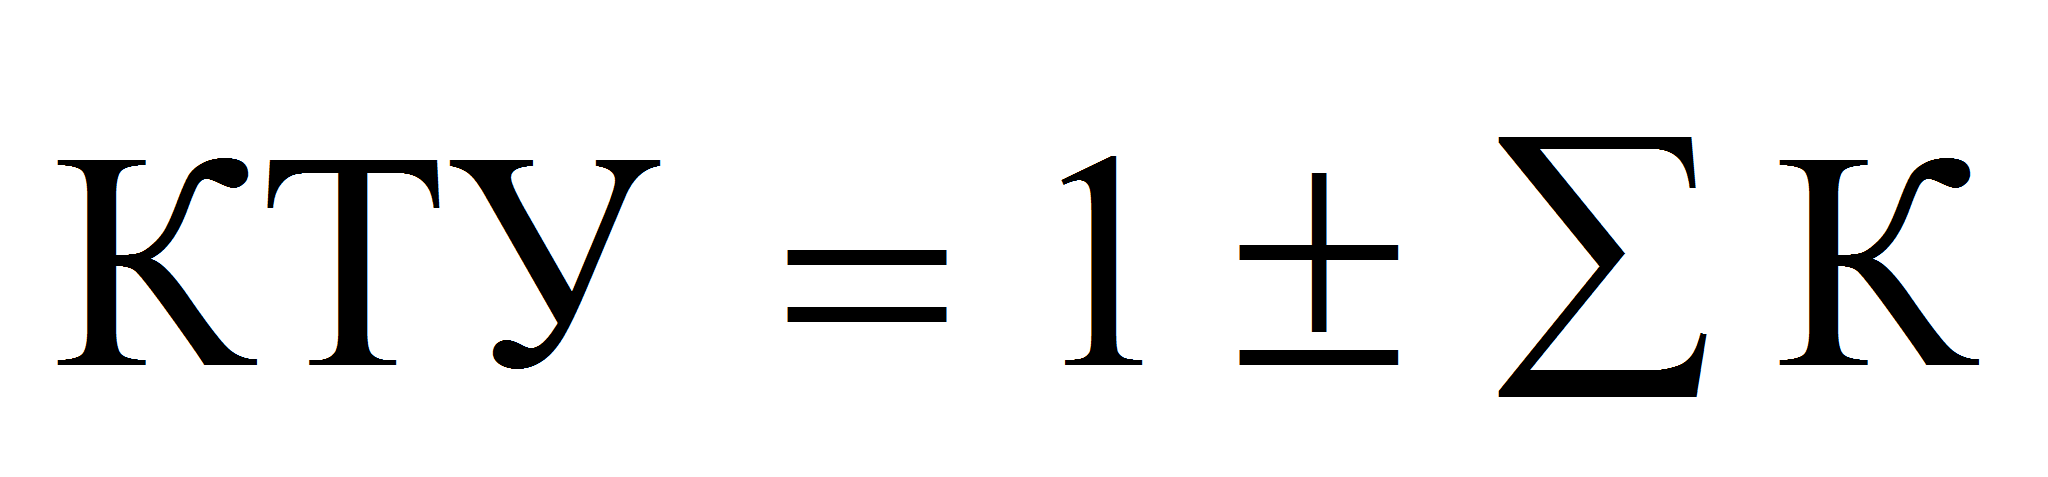 КТУ = 1 ± ∑ К